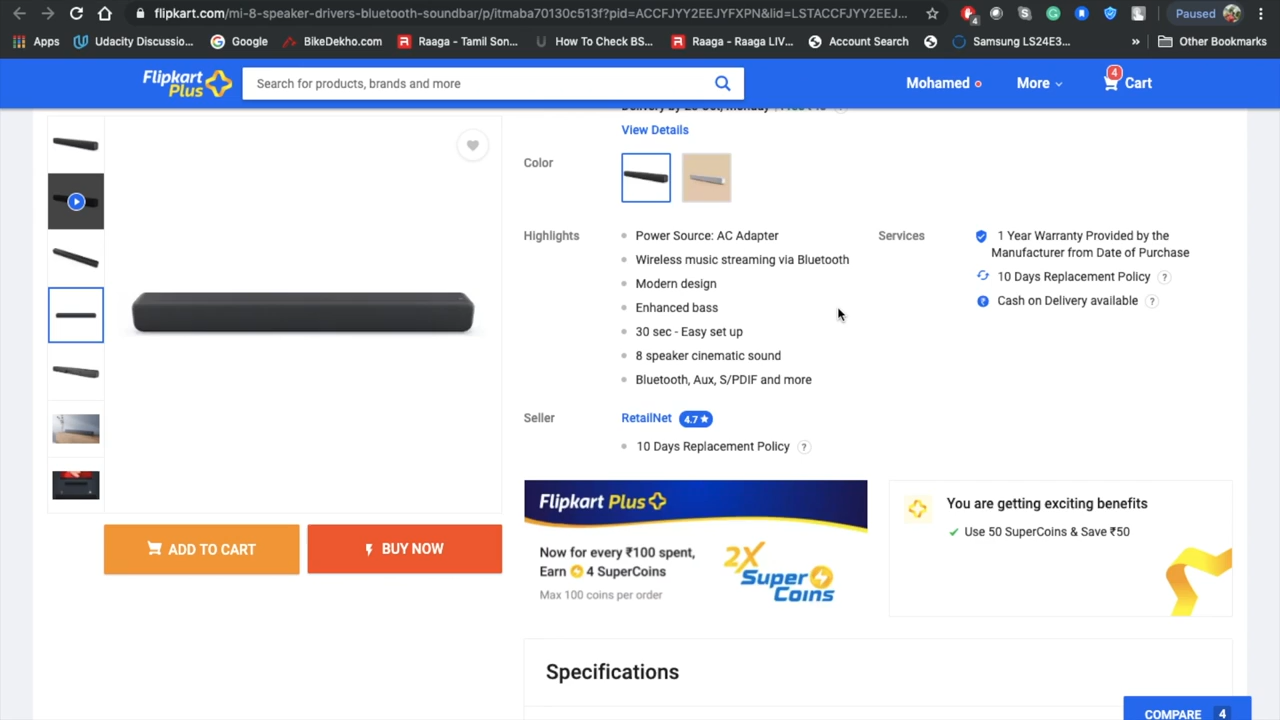 flipkart.com/mi-8-speaker-drivers-bluetooth-soundbar/p/itmaba70130c513f?pid=ACCFJYY2EEJYFXPN&lid=LSTACCFJYY2EEJ...
4
Paused
Apps
Udacity Discussio...
Google
BikeDekho.com
Raaga - Tamil Son...
How To Check BS...
Raaga - Raaga LIV...
Account Search
Samsung LS24E3...
»
Other Bookmarks
Flipkart
Plus
Search for products, brands and more
Mohamed
More
4
Cart
View Details
Color
Highlights
Power Source: AC Adapter
Wireless music streaming via Bluetooth
Modern design
Enhanced bass
30 sec - Easy set up
8 speaker cinematic sound
Bluetooth, Aux, S/PDIF and more
Services
1 Year Warranty Provided by the
Manufacturer from Date of Purchase
10 Days Replacement Policy ?
Cash on Delivery available ?
Seller
RetailNet 4.7★
10 Days Replacement Policy ?
ADD TO CART
BUY NOW
Flipkart Plus
Now for every ₹100 spent,
Earn 4 SuperCoins
Max 100 coins per order
2X
Super
Coins
You are getting exciting benefits
Use 50 SuperCoins & Save ₹50
Specifications
COMPARE 4